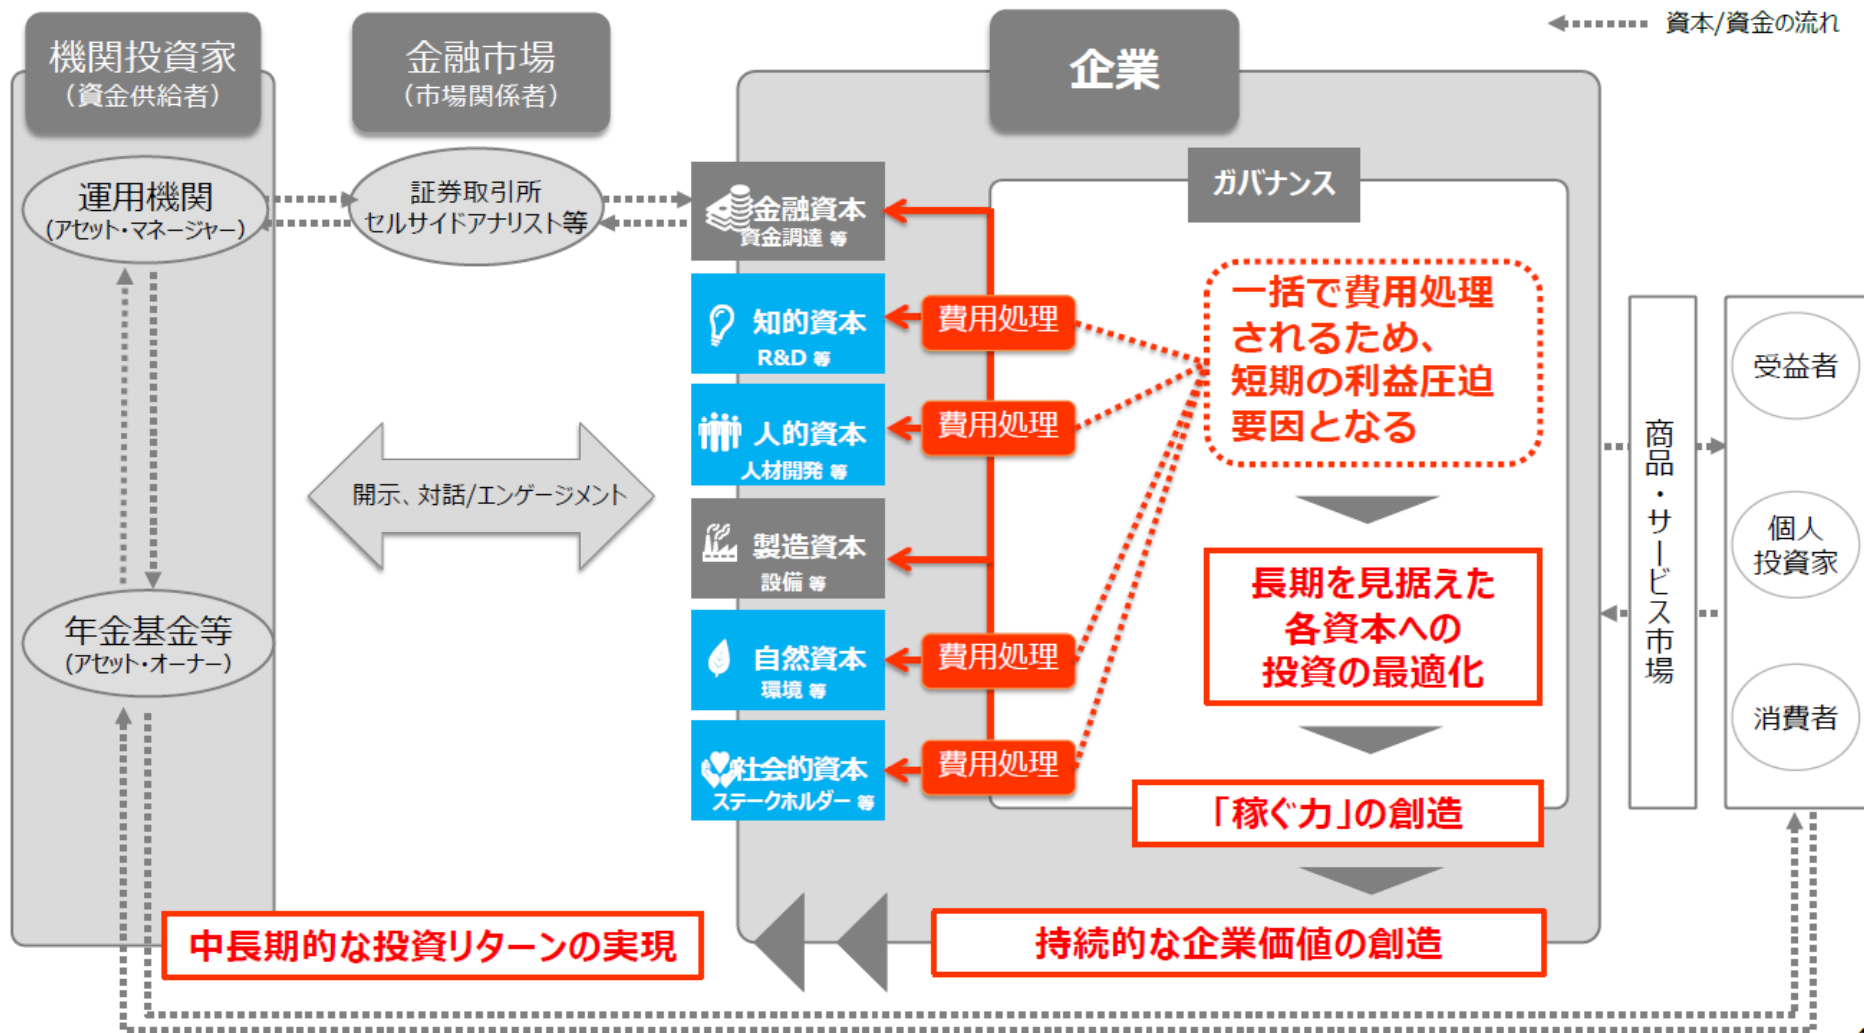 資本/資金の流れ
機関投資家
（資金供給者）
金融市場
（市場関係者）
企業
ガバナンス
運用機関
（アセット・マネージャー）
証券取引所
セルサイドアナリスト等
年金基金等
（アセット・オーナー）
開示、対話/エンゲージメント
金融資本
資金調達 等
知的資本
R&D 等
人的資本
人材開発 等
製造資本
設備 等
自然資本
環境 等
社会的資本
ステークホルダー 等
費用処理
費用処理
費用処理
費用処理
一括で費用処理
されるため、
短期の利益圧迫
要因となる
長期を見据えた
各資本への
投資の最適化
「稼ぐ力」の創造
持続的な企業価値の創造
中長期的な投資リターンの実現
商品・サービス市場
受益者
個人
投資家
消費者